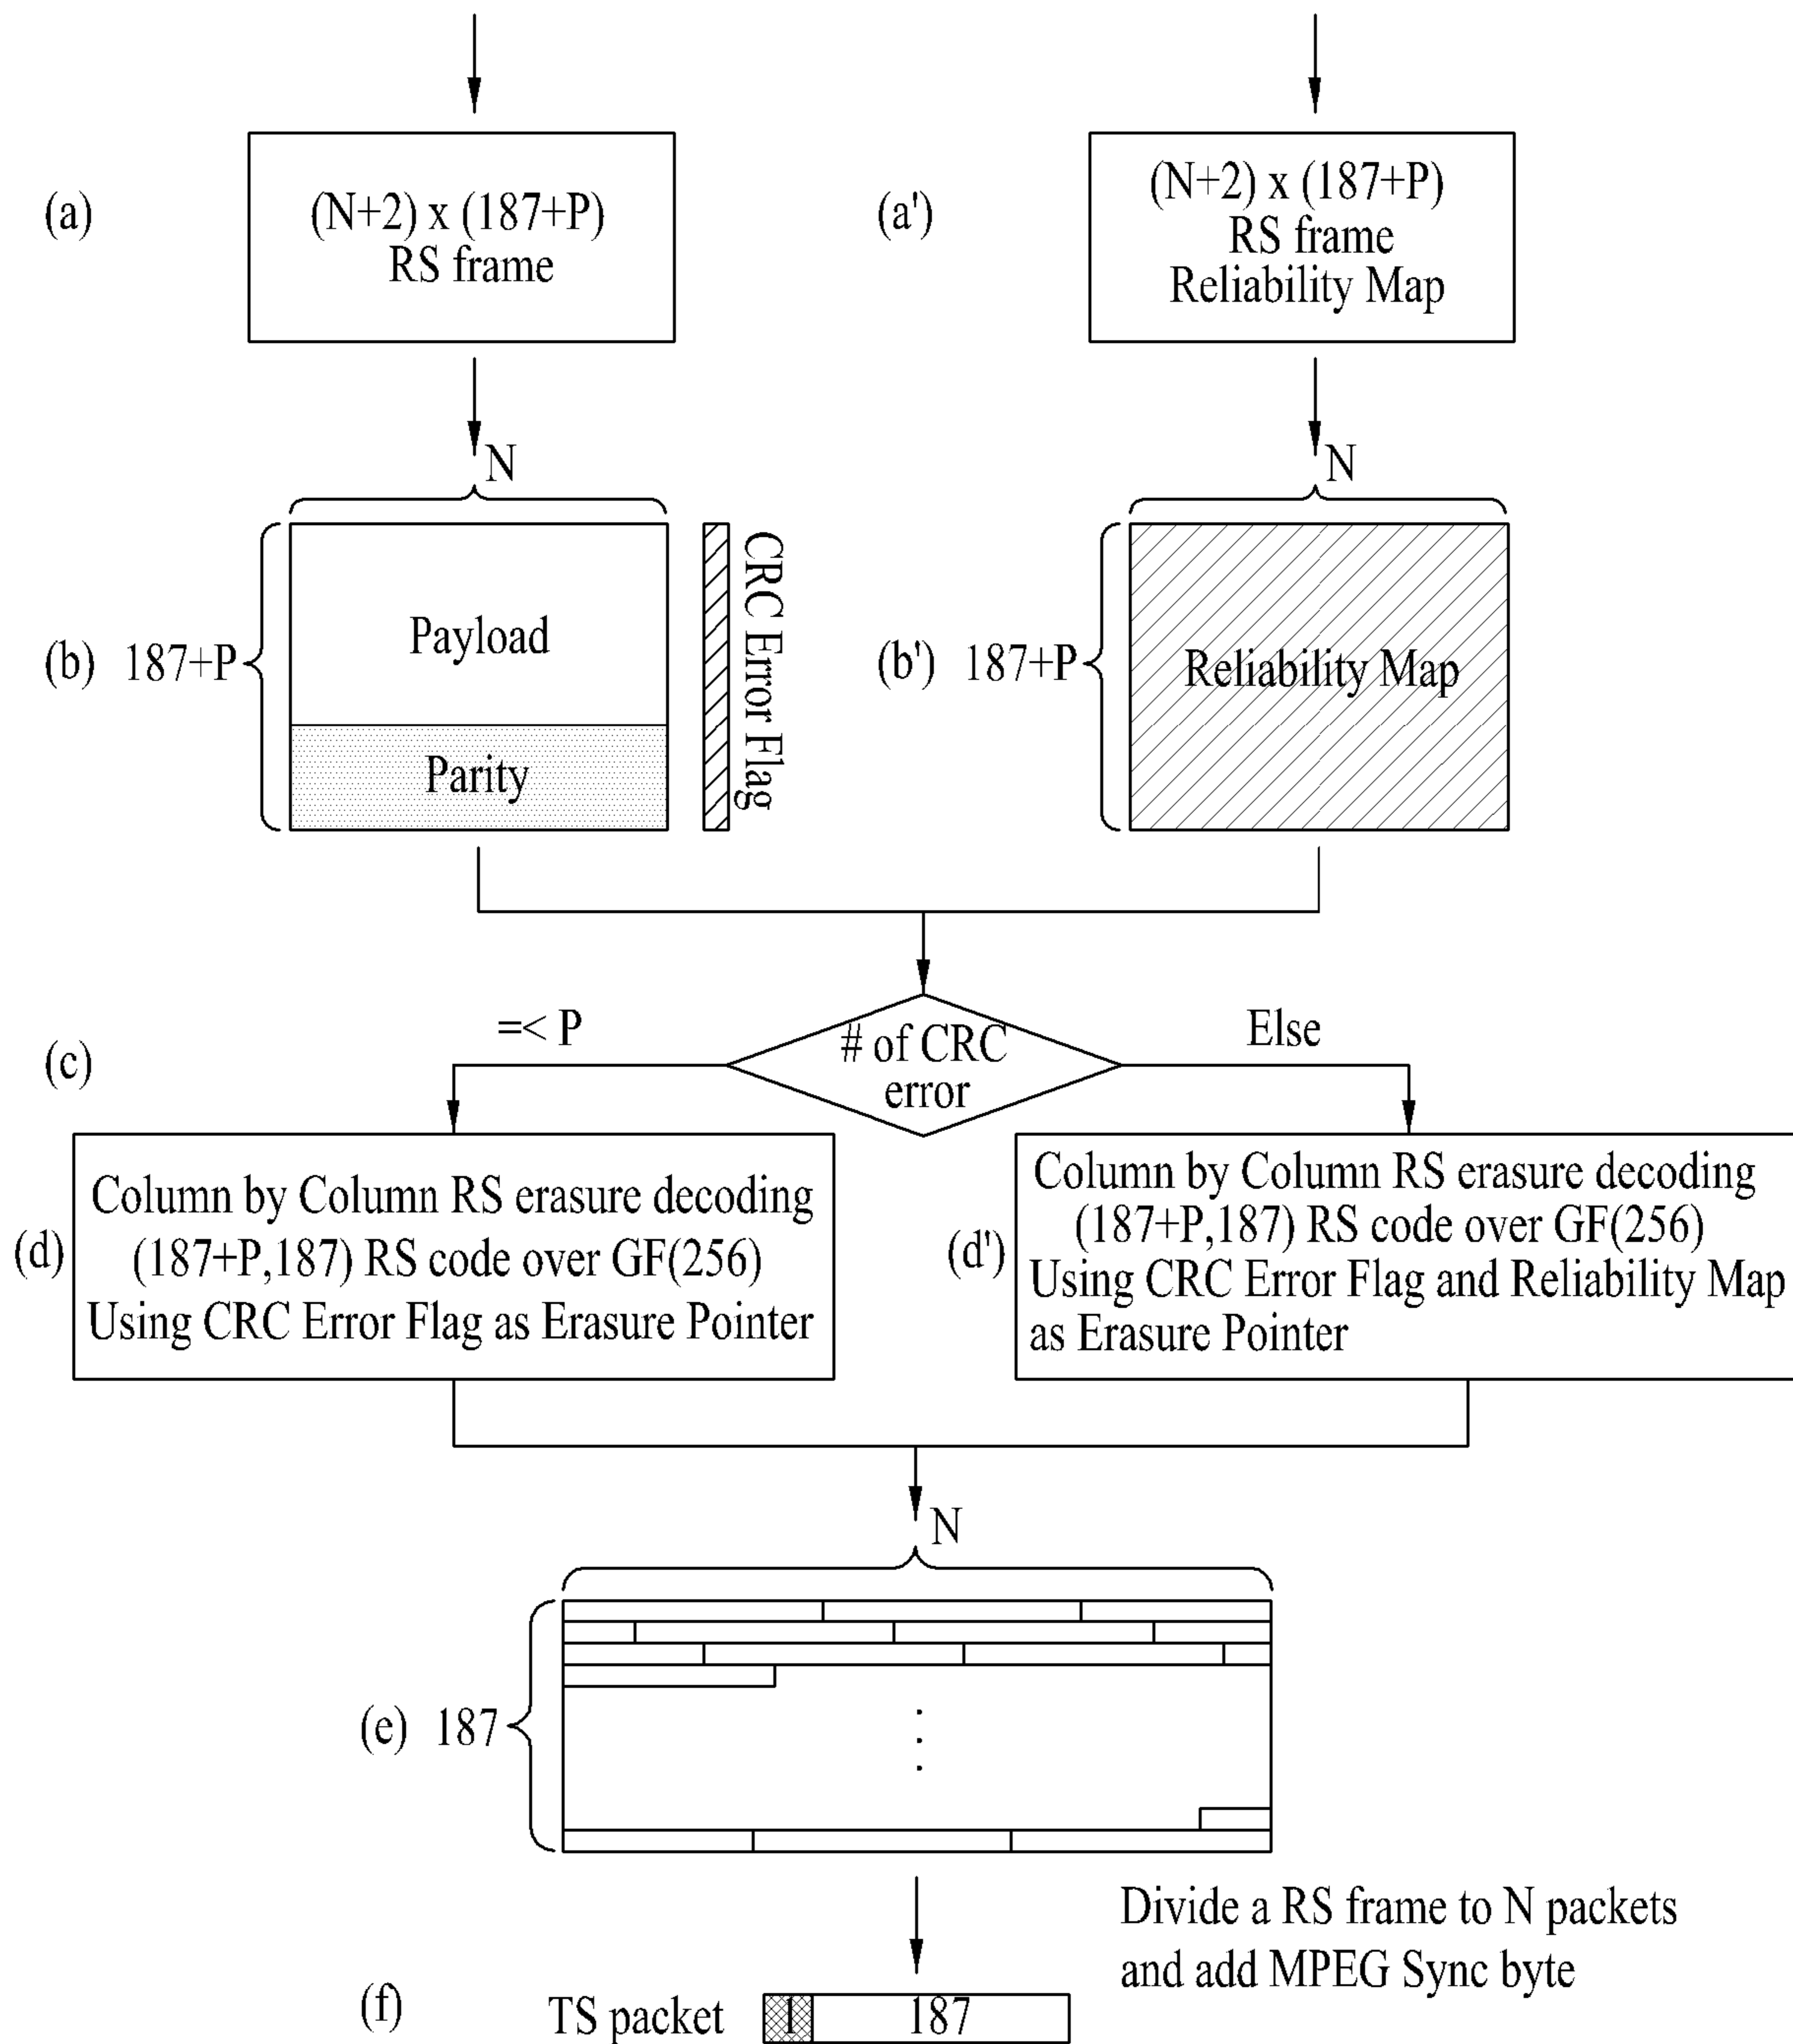 (a)
(N+2) x (187+P)
RS frame
(a')
(N+2) x (187+P)
RS frame
Reliability Map
N
N
(b)
187+P
Payload
Parity
CRC Error Flag
(b')
187+P
Reliability Map
(c)
=< P
# of CRC
error
Else
(d)
Column by Column RS erasure decoding
(187+P,187) RS code over GF(256)
Using CRC Error Flag as Erasure Pointer
(d')
Column by Column RS erasure decoding
(187+P,187) RS code over GF(256)
Using CRC Error Flag and Reliability Map
as Erasure Pointer
N
(e)
187
Divide a RS frame to N packets
and add MPEG Sync byte
(f)
TS packet
1
187